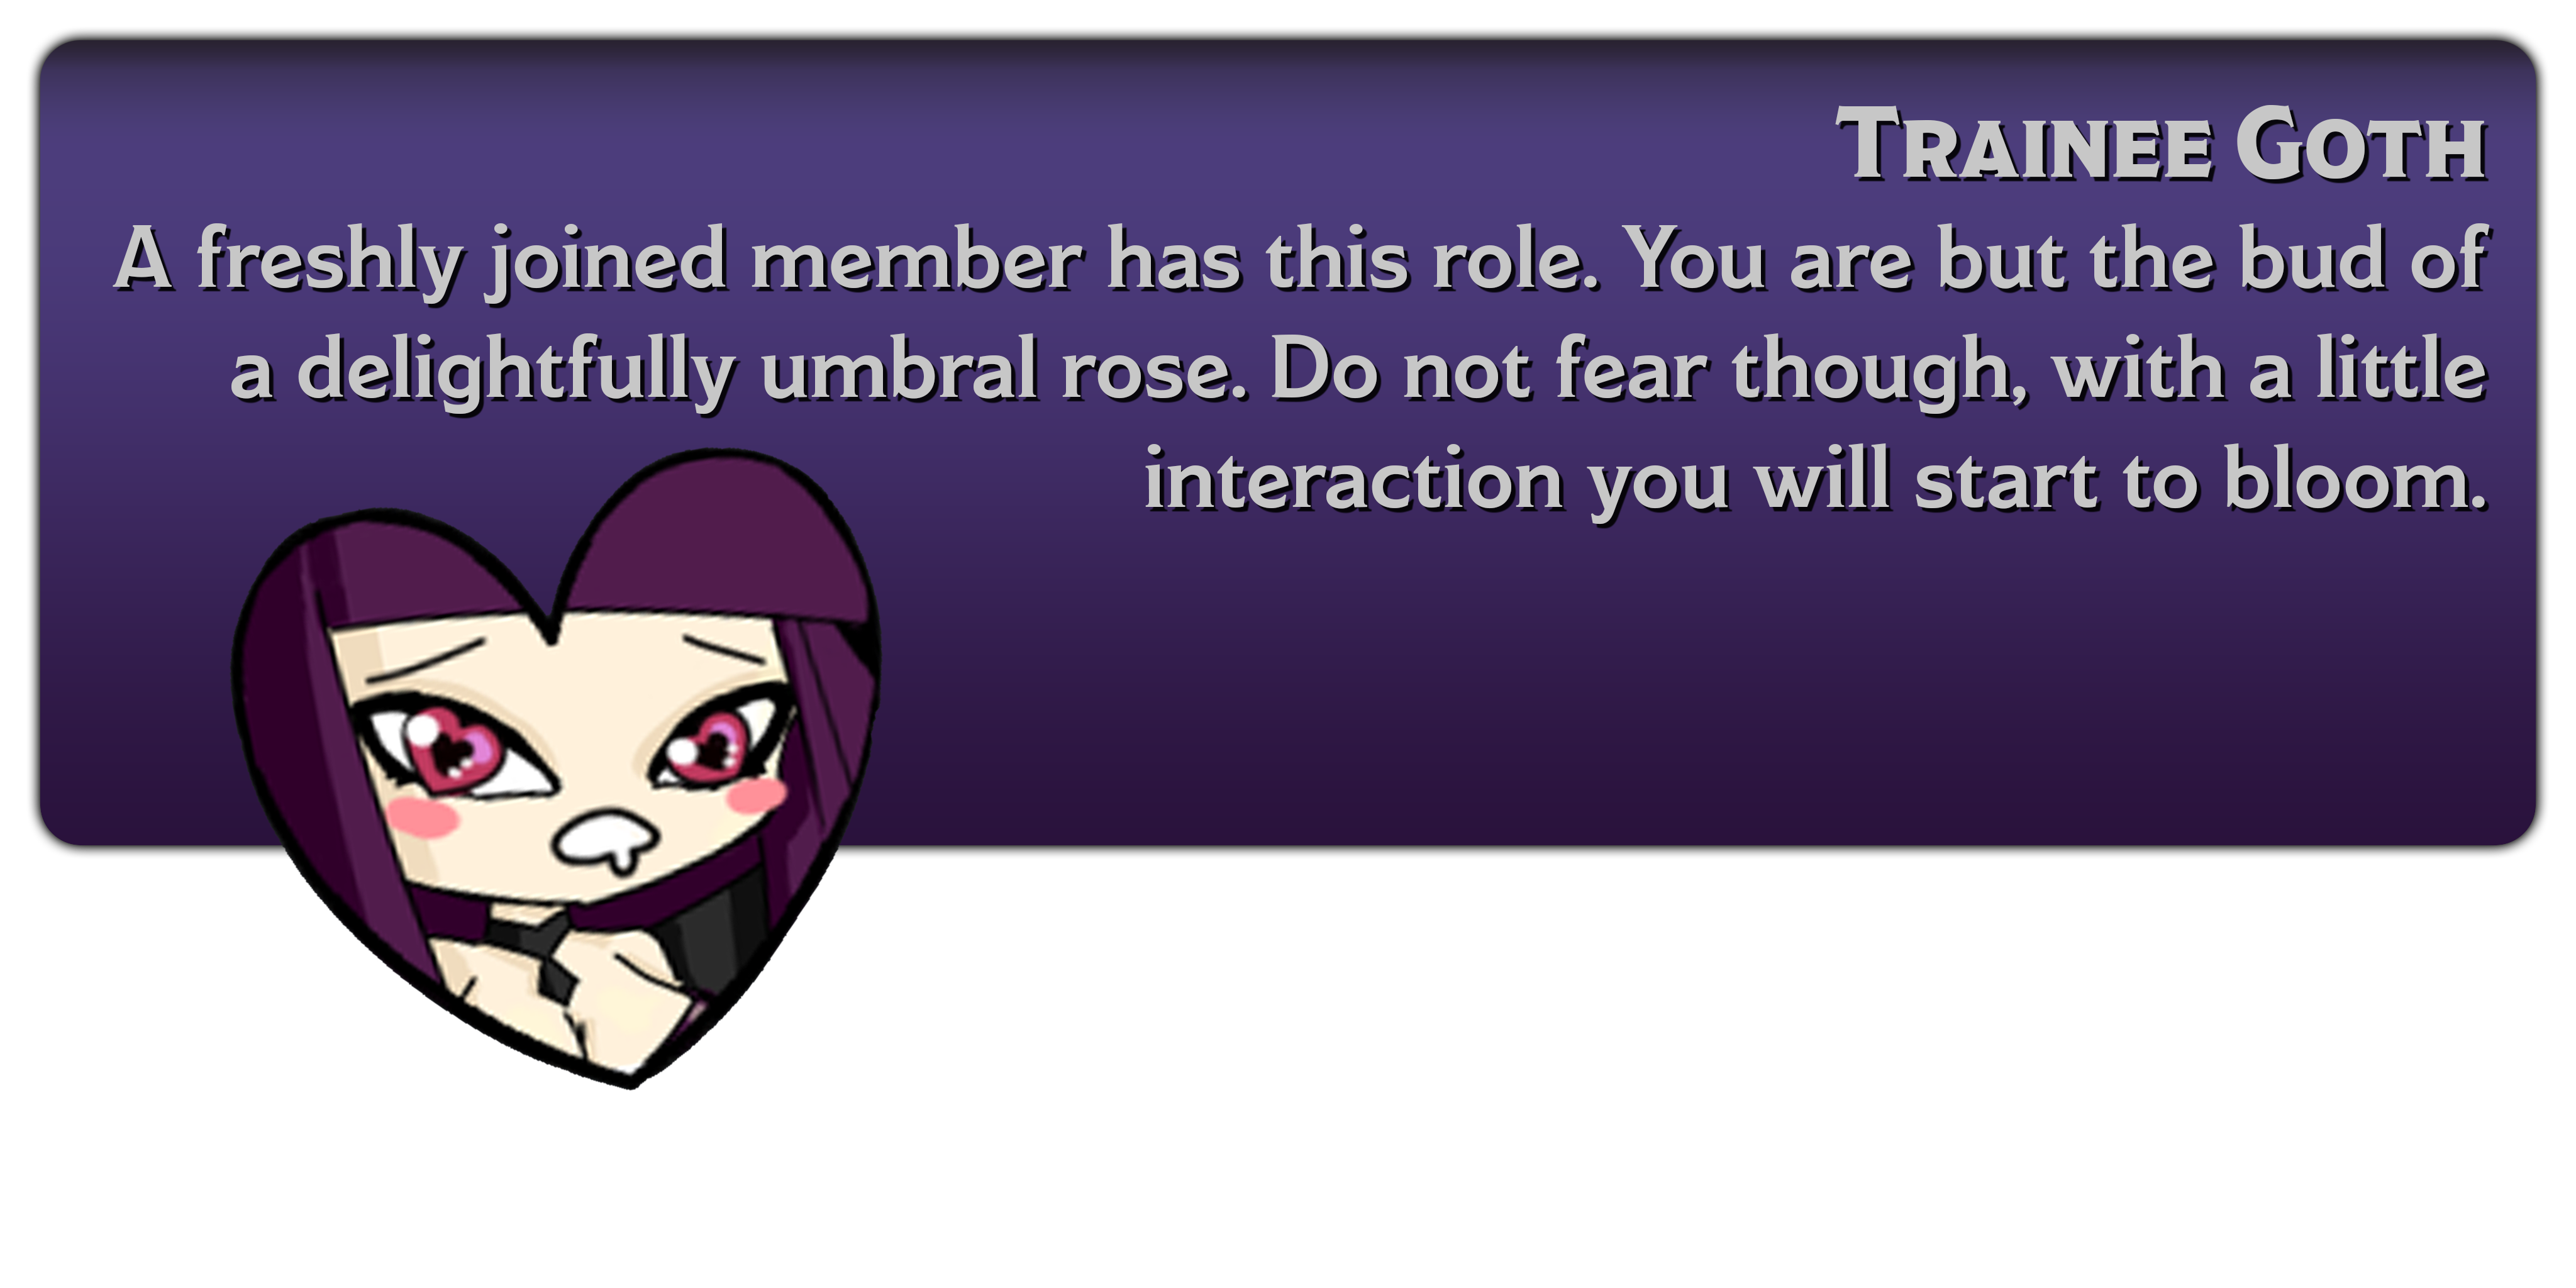 Trainee Goth
A freshly joined member has this role. You are but the bud of
a delightfully umbral rose. Do not fear though, with a little
interaction you will start to bloom.